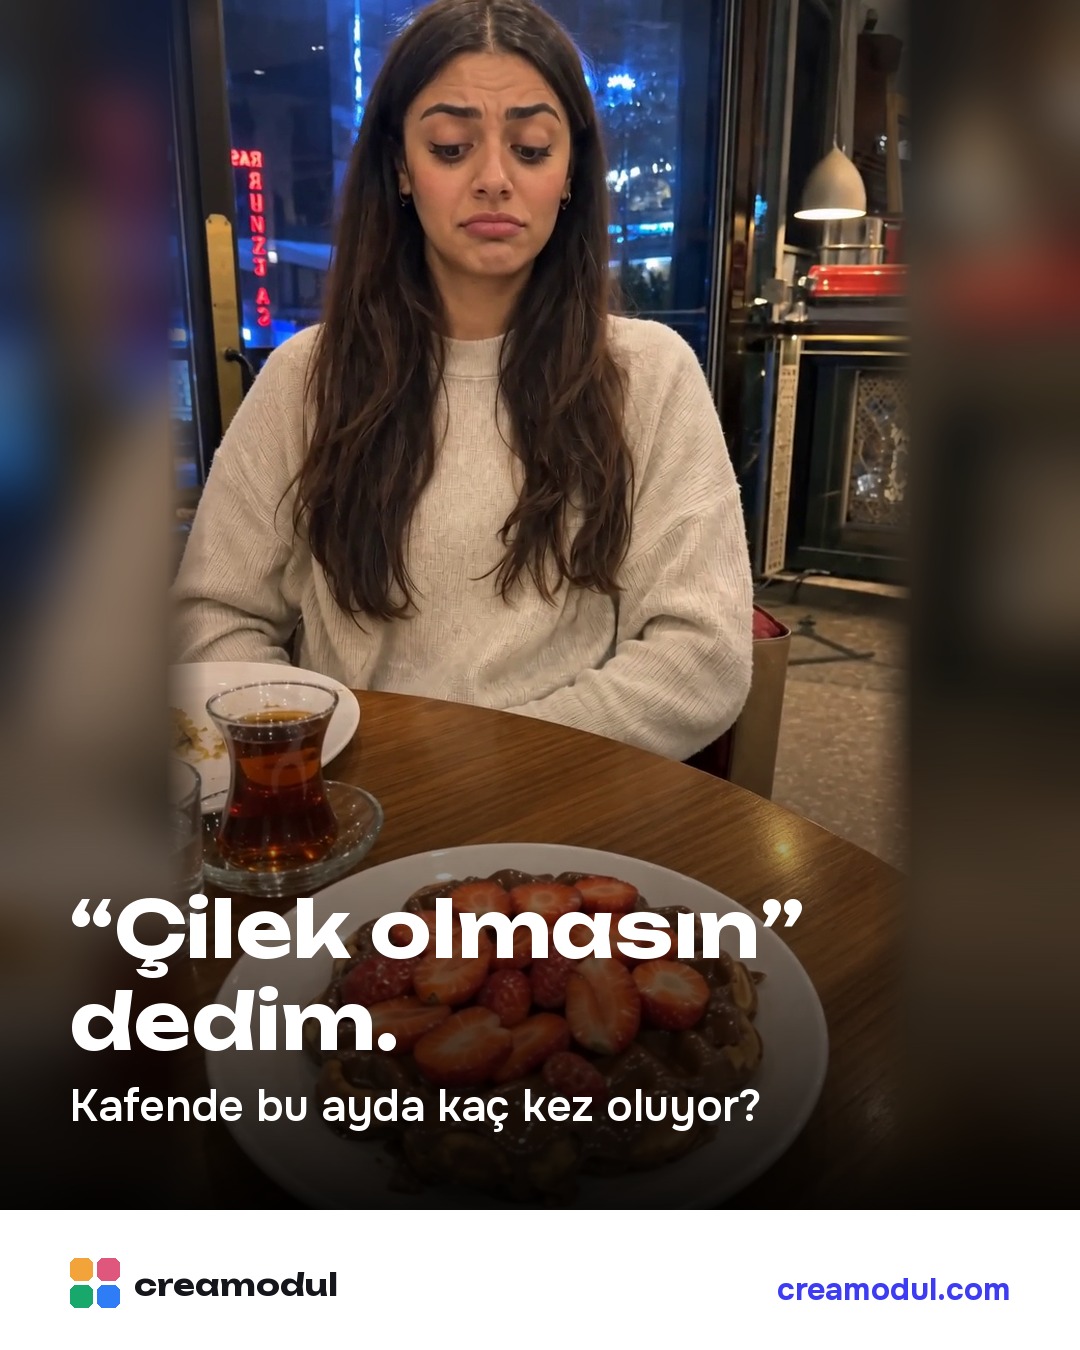 “Çilek olmasın”
dedim.
Kafende bu ayda kaç kez oluyor?
creamodul
creamodul.com